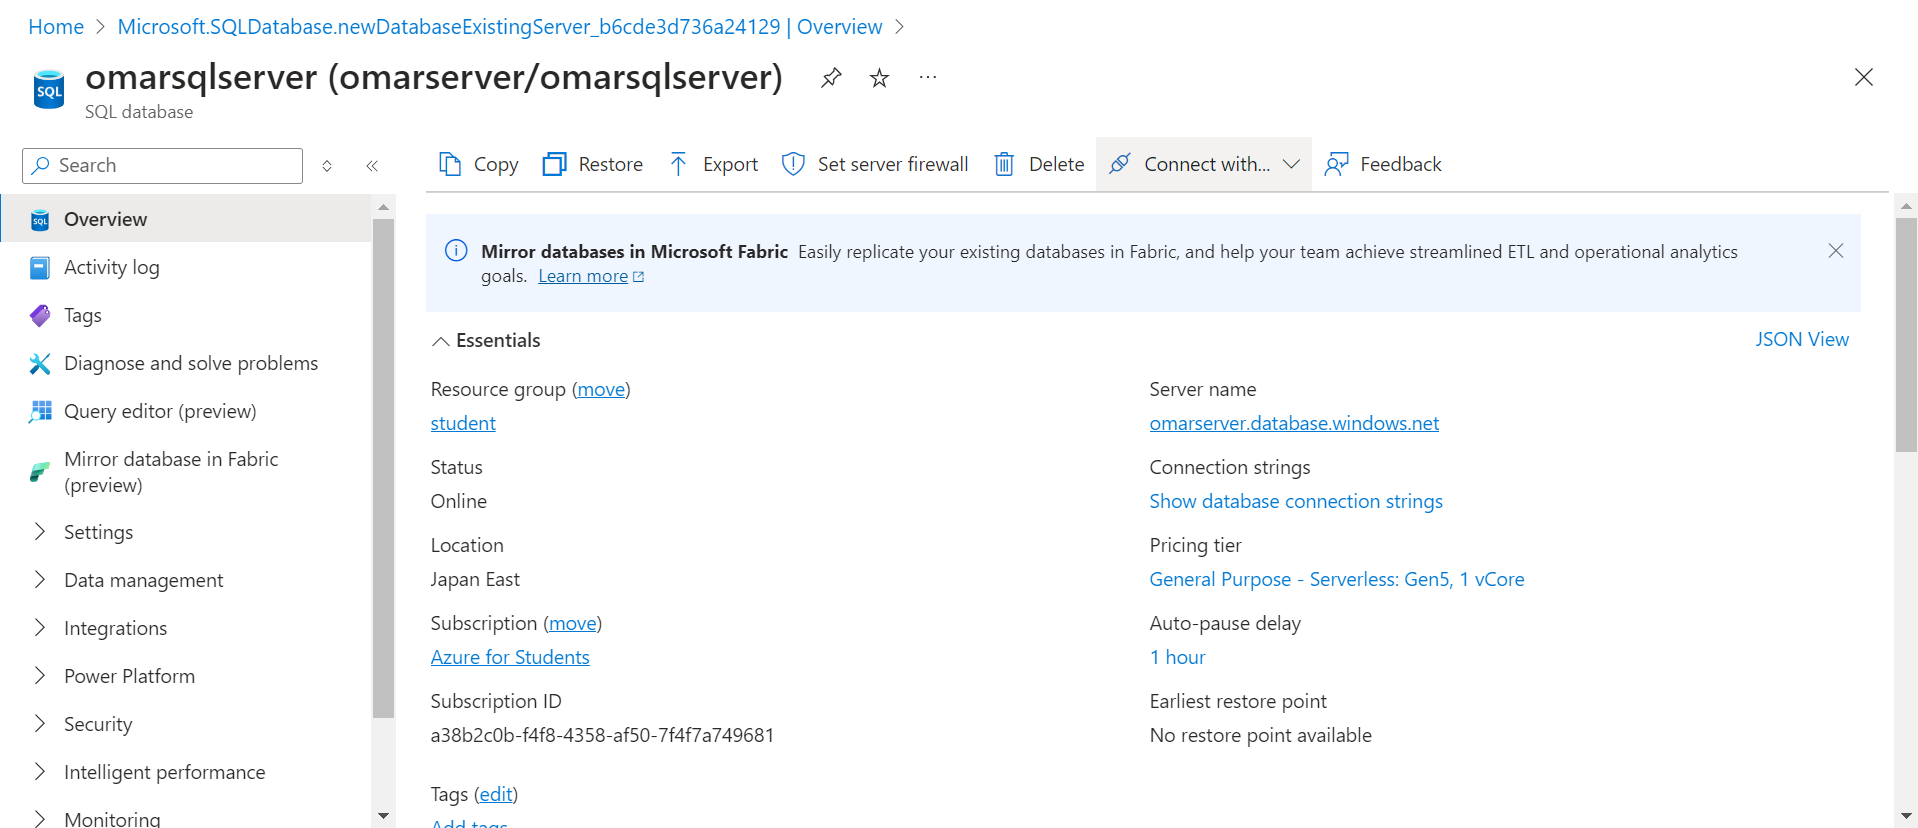 Home > Microsoft.SQLDatabase.newDatabaseExistingServer_b6cde3d736a24129 | Overview >
SQL
omarsqlserver (omarserver/omarsqlserver)
SQL database
Search
Copy
Restore
Export
Set server firewall
Delete
Connect with...
Feedback
SQL
Overview
Activity log
Tags
Diagnose and solve problems
Query editor (preview)
Mirror database in Fabric
(preview)
Settings
Data management
Integrations
Power Platform
Security
Intelligent performance
Monitoring
Mirror databases in Microsoft Fabric Easily replicate your existing databases in Fabric, and help your team achieve streamlined ETL and operational analytics
goals. Learn more
Essentials
JSON View
Resource group (move)
student
Status
Online
Location
Japan East
Subscription (move)
Azure for Students
Subscription ID
a38b2c0b-f4f8-4358-af50-7f4f7a749681
Tags (edit)
Add tags
Server name
omarserver.database.windows.net
Connection strings
Show database connection strings
Pricing tier
General Purpose - Serverless: Gen5, 1 vCore
Auto-pause delay
1 hour
Earliest restore point
No restore point available